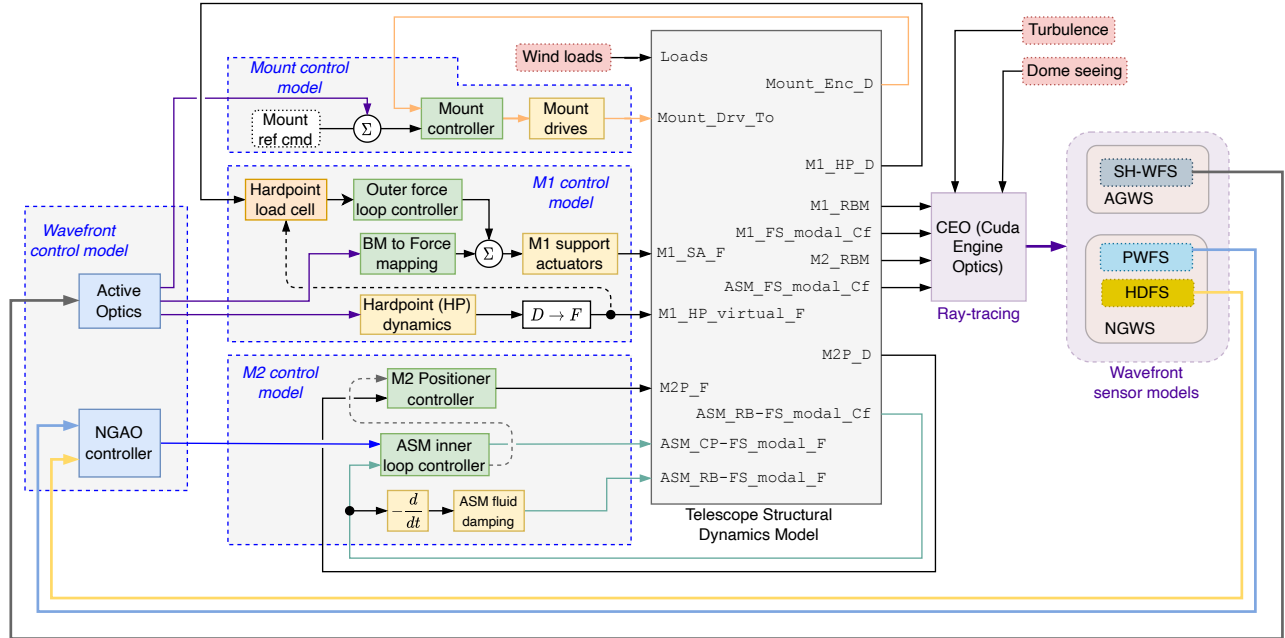 Turbulence
Dome seeing
Wind loads
Mount control
model
Mount
ref cmd
Σ
Mount
controller
Mount
drives
Loads
Mount_Enc_D
Mount_Drv_To
M1_HP_D
M1_RBM
M1_FS_modal_Cf
M2_RBM
ASM_FS_modal_Cf
M1_SA_F
M1_HP_virtual_F
M2P_D
M2P_F
ASM_RB-FS_modal_Cf
ASM_CP-FS_modal_F
ASM_RB-FS_modal_F
Telescope Structural
Dynamics Model
M1 control
model
Hardpoint
load cell
Outer force
loop controller
BM to Force
mapping
Σ
M1 support
actuators
Hardpoint (HP)
dynamics
D → F
Wavefront
control model
Active
Optics
NGAO
controller
M2 control
model
M2 Positioner
controller
ASM inner
loop controller
−d/dt
ASM fluid
damping
CEO (Cuda
Engine
Optics)
Ray-tracing
SH-WFS
AGWS
PWFS
HDFS
NGWS
Wavefront
sensor models